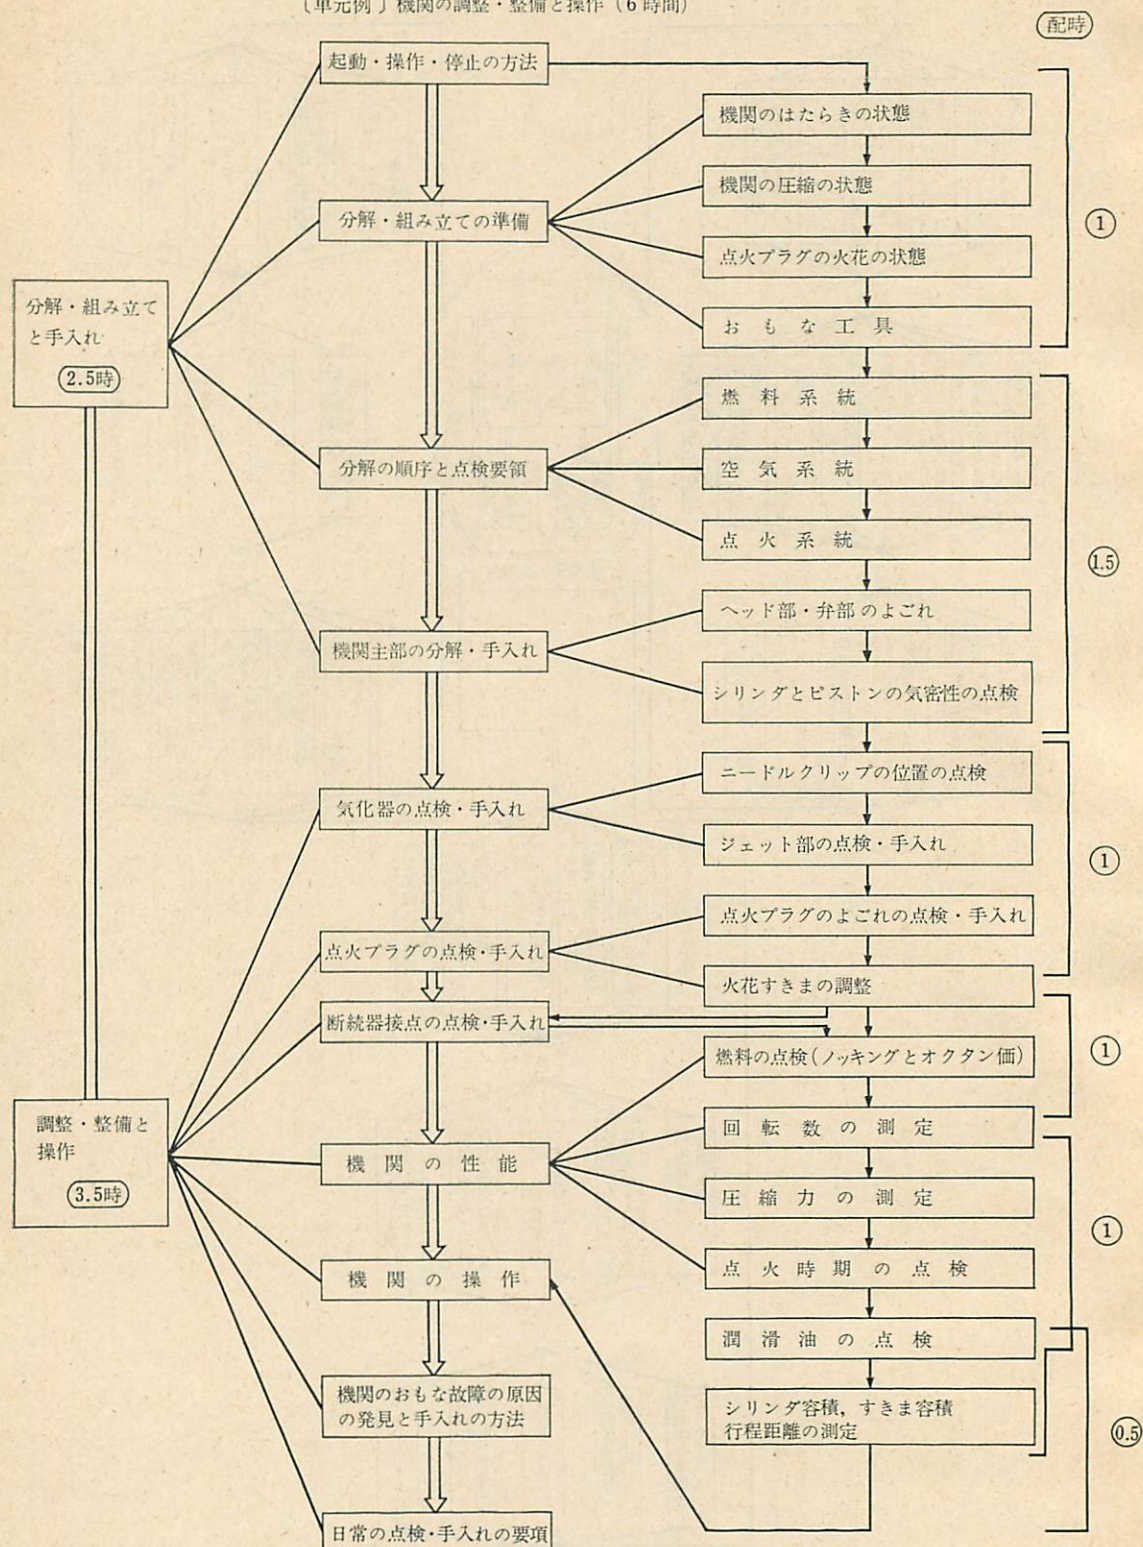 〔単元例〕機関の調整・整備と操作（6時間）
配時
起動・操作・停止の方法
機関のはたらきの状態
機関の圧縮の状態
分解・組み立ての準備
点火プラグの火花の状態
おもな工具
①
分解・組み立て
と手入れ
2.5時
燃料系統
分解の順序と点検要領
空気系統
点火系統
1.5
ヘッド部・弁部のよごれ
機関主部の分解・手入れ
シリンダとピストンの気密性の点検
ニードルクリップの位置の点検
気化器の点検・手入れ
ジェット部の点検・手入れ
①
点火プラグのよごれの点検・手入れ
点火プラグの点検・手入れ
火花すきまの調整
断続器接点の点検・手入れ
燃料の点検(ノッキングとオクタン価)
①
調整・整備と
操作
3.5時
回転数の測定
機関の性能
圧縮力の測定
①
点火時期の点検
機関の操作
潤滑油の点検
機関のおもな故障の原因
の発見と手入れの方法
シリンダ容積，すきま容積
行程距離の測定
0.5
日常の点検・手入れの要項